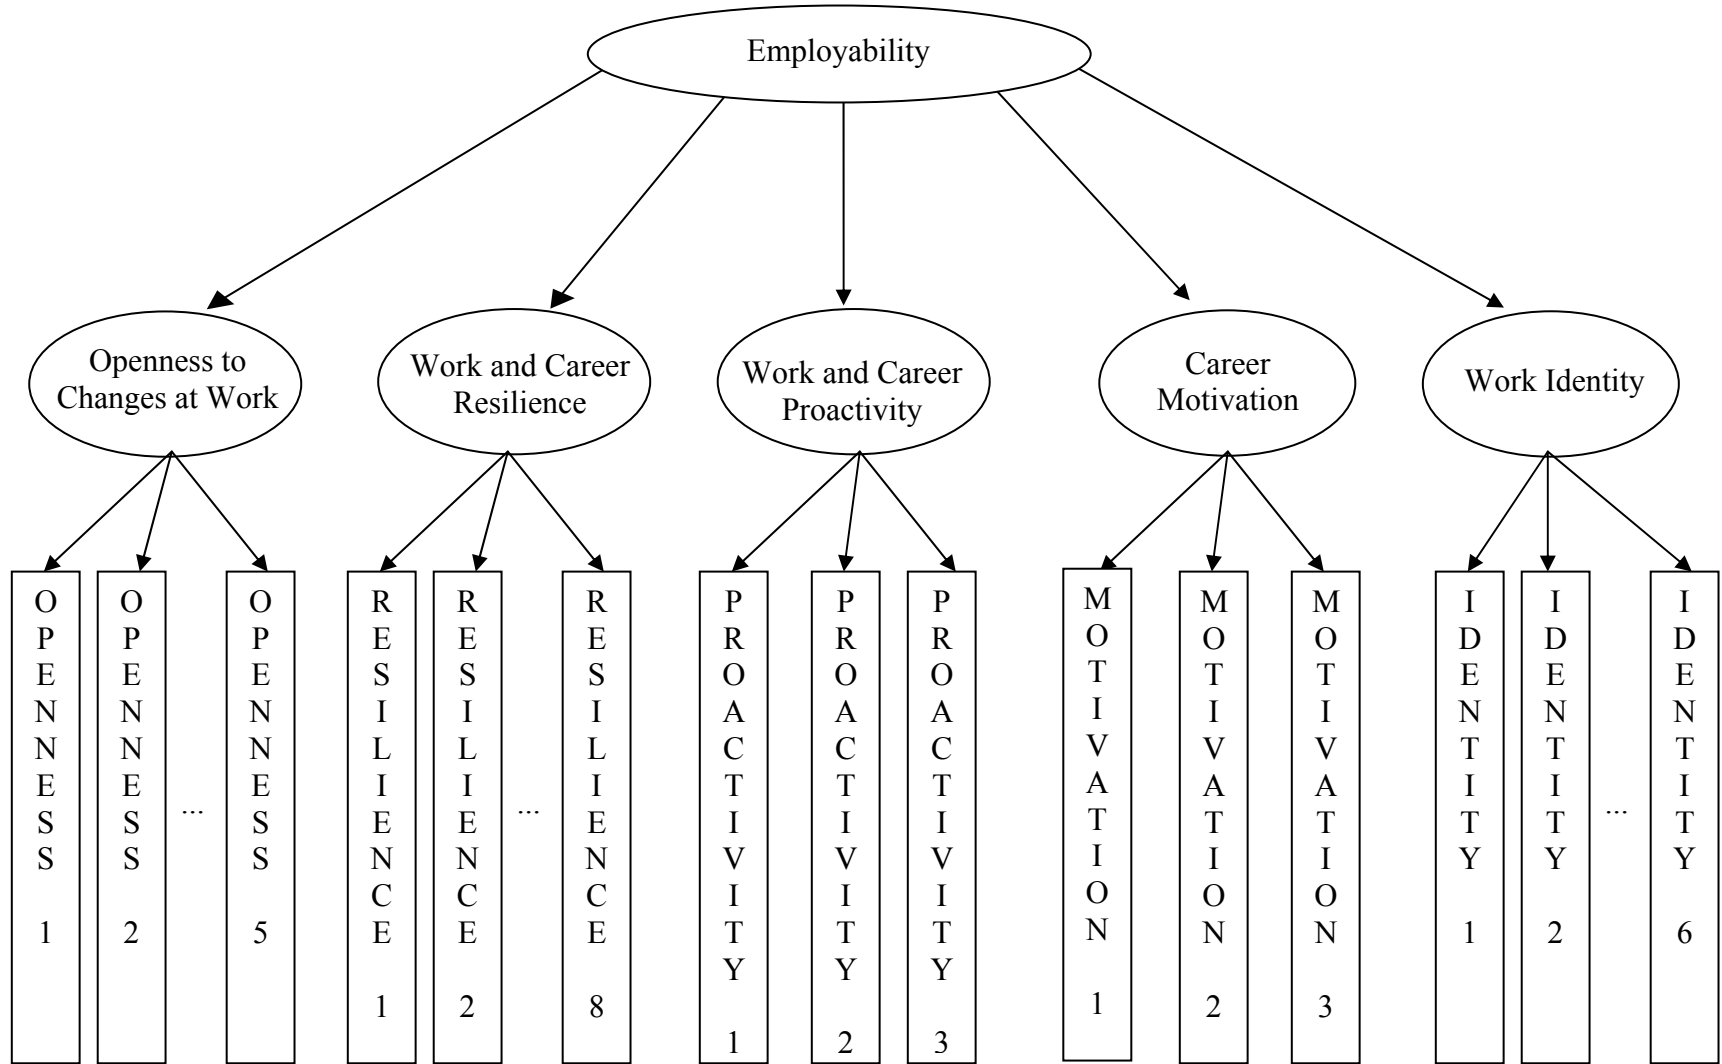 Employability
Openness to
Changes at Work
Work and Career
Resilience
Work and Career
Proactivity
Career
Motivation
Work Identity
OPENNESS 1
OPENNESS 2
...
OPENNESS 5
RESILIENCE 1
RESILIENCE 2
...
RESILIENCE 8
PROACTIVITY 1
PROACTIVITY 2
PROACTIVITY 3
MOTIVATION 1
MOTIVATION 2
MOTIVATION 3
IDENTITY 1
IDENTITY 2
...
IDENTITY 6